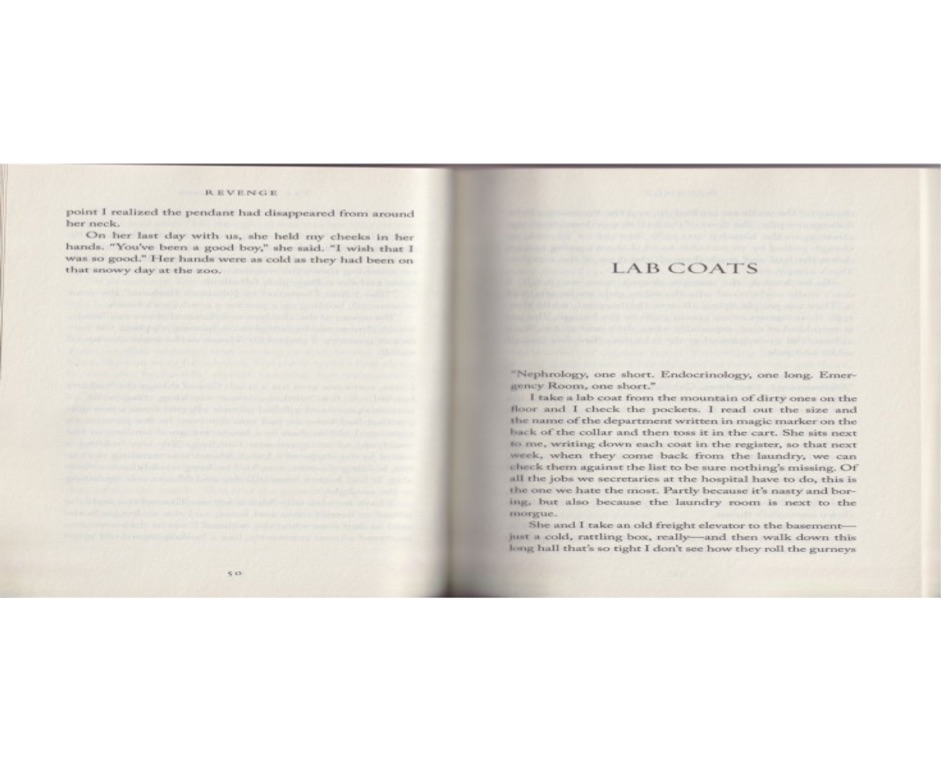 REVENGE
point I realized the pendant had disappeared from around
her neck.
On her last day with us, she held my cheeks in her
hands. "You've been a good boy," she said. "I wish that I
was so good." Her hands were as cold as they had been on
that snowy day at the zoo.
50
LAB COATS
"Nephrology, one short. Endocrinology, one long. Emer-
gency Room, one short."
I take a lab coat from the mountain of dirty ones on the
floor and I check the pockets. I read out the size and
the name of the department written in magic marker on the
back of the collar and then toss it in the cart. She sits next
to me, writing down each coat in the register, so that next
week, when they come back from the laundry, we can
check them against the list to be sure nothing's missing. Of
all the jobs we secretaries at the hospital have to do, this is
the one we hate the most. Partly because it's nasty and bor-
ing, but also because the laundry room is next to the
morgue.
She and I take an old freight elevator to the basement—
just a cold, rattling box, really—and then walk down this
long hall that's so tight I don't see how they roll the gurneys